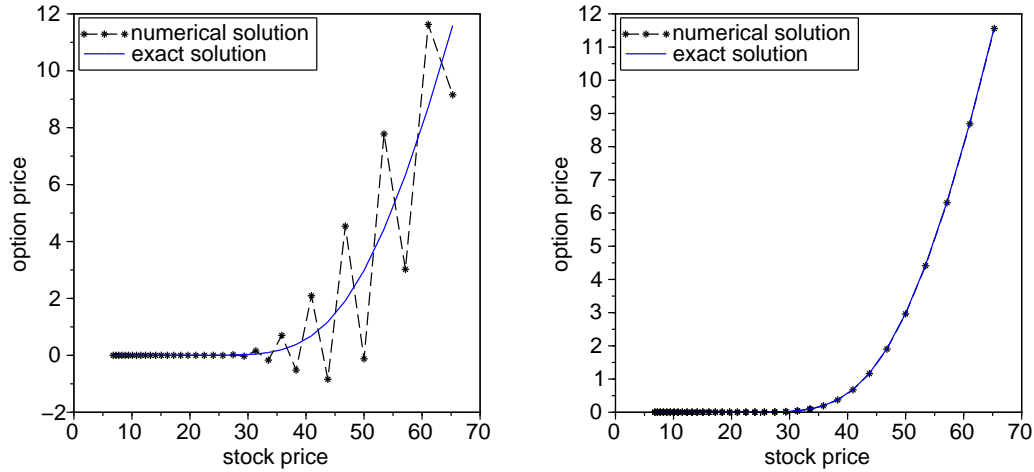 12
10
8
6
4
2
0
−2
0 10 20 30 40 50 60 70
option price
stock price
numerical solution
exact solution
12
11
10
9
8
7
6
5
4
3
2
1
0
0 10 20 30 40 50 60 70
option price
stock price
numerical solution
exact solution